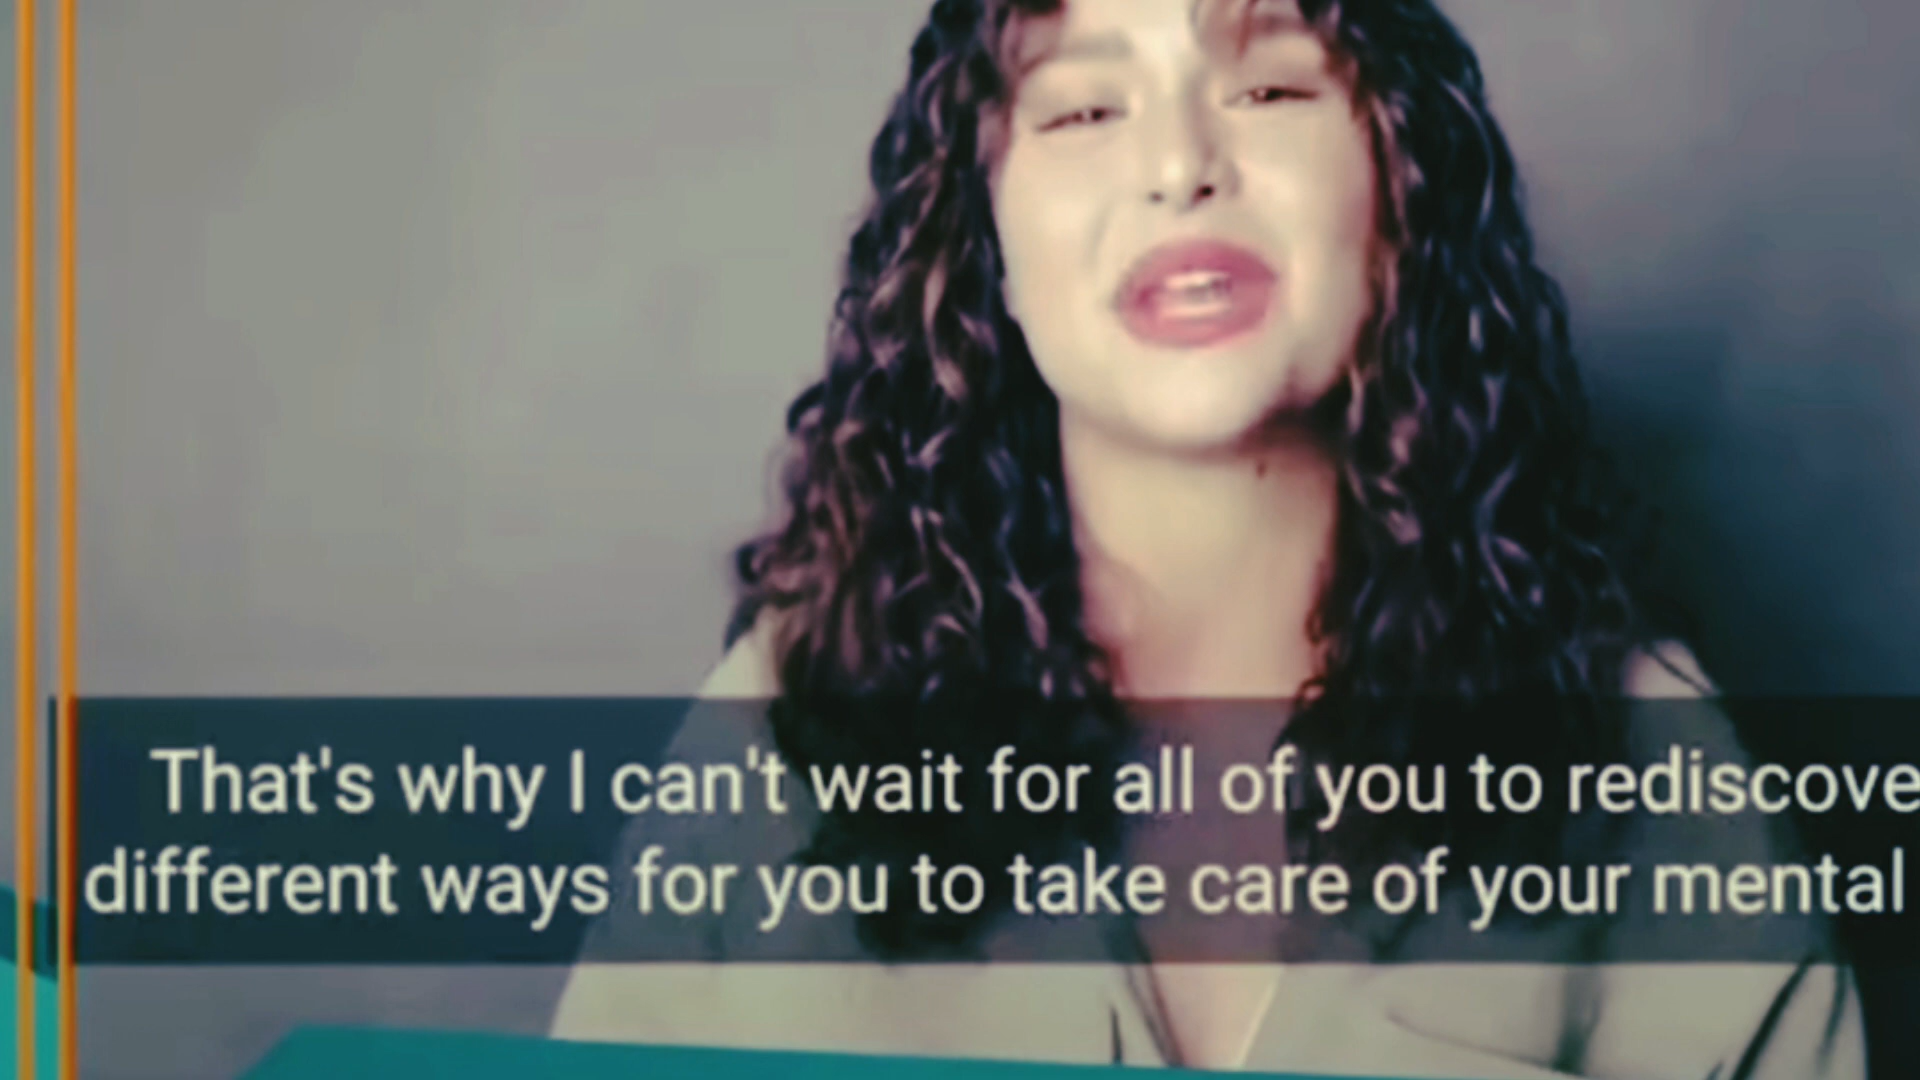 That's why I can't wait for all of you to rediscove
different ways for you to take care of your mental